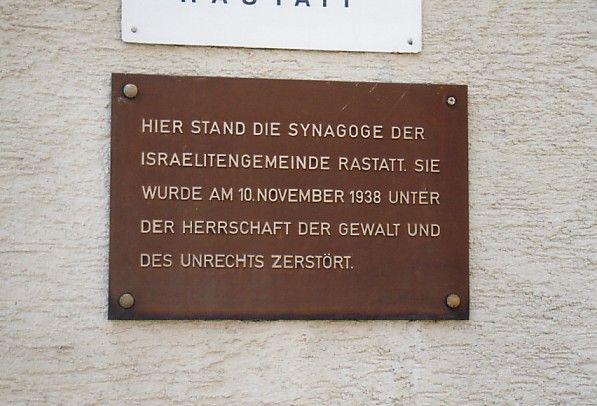 RASTATT
HIER STAND DIE SYNAGOGE DER
ISRAELITENGEMEINDE RASTATT. SIE
WURDE AM 10. NOVEMBER 1938 UNTER
DER HERRSCHAFT DER GEWALT UND
DES UNRECHTS ZERSTÖRT.